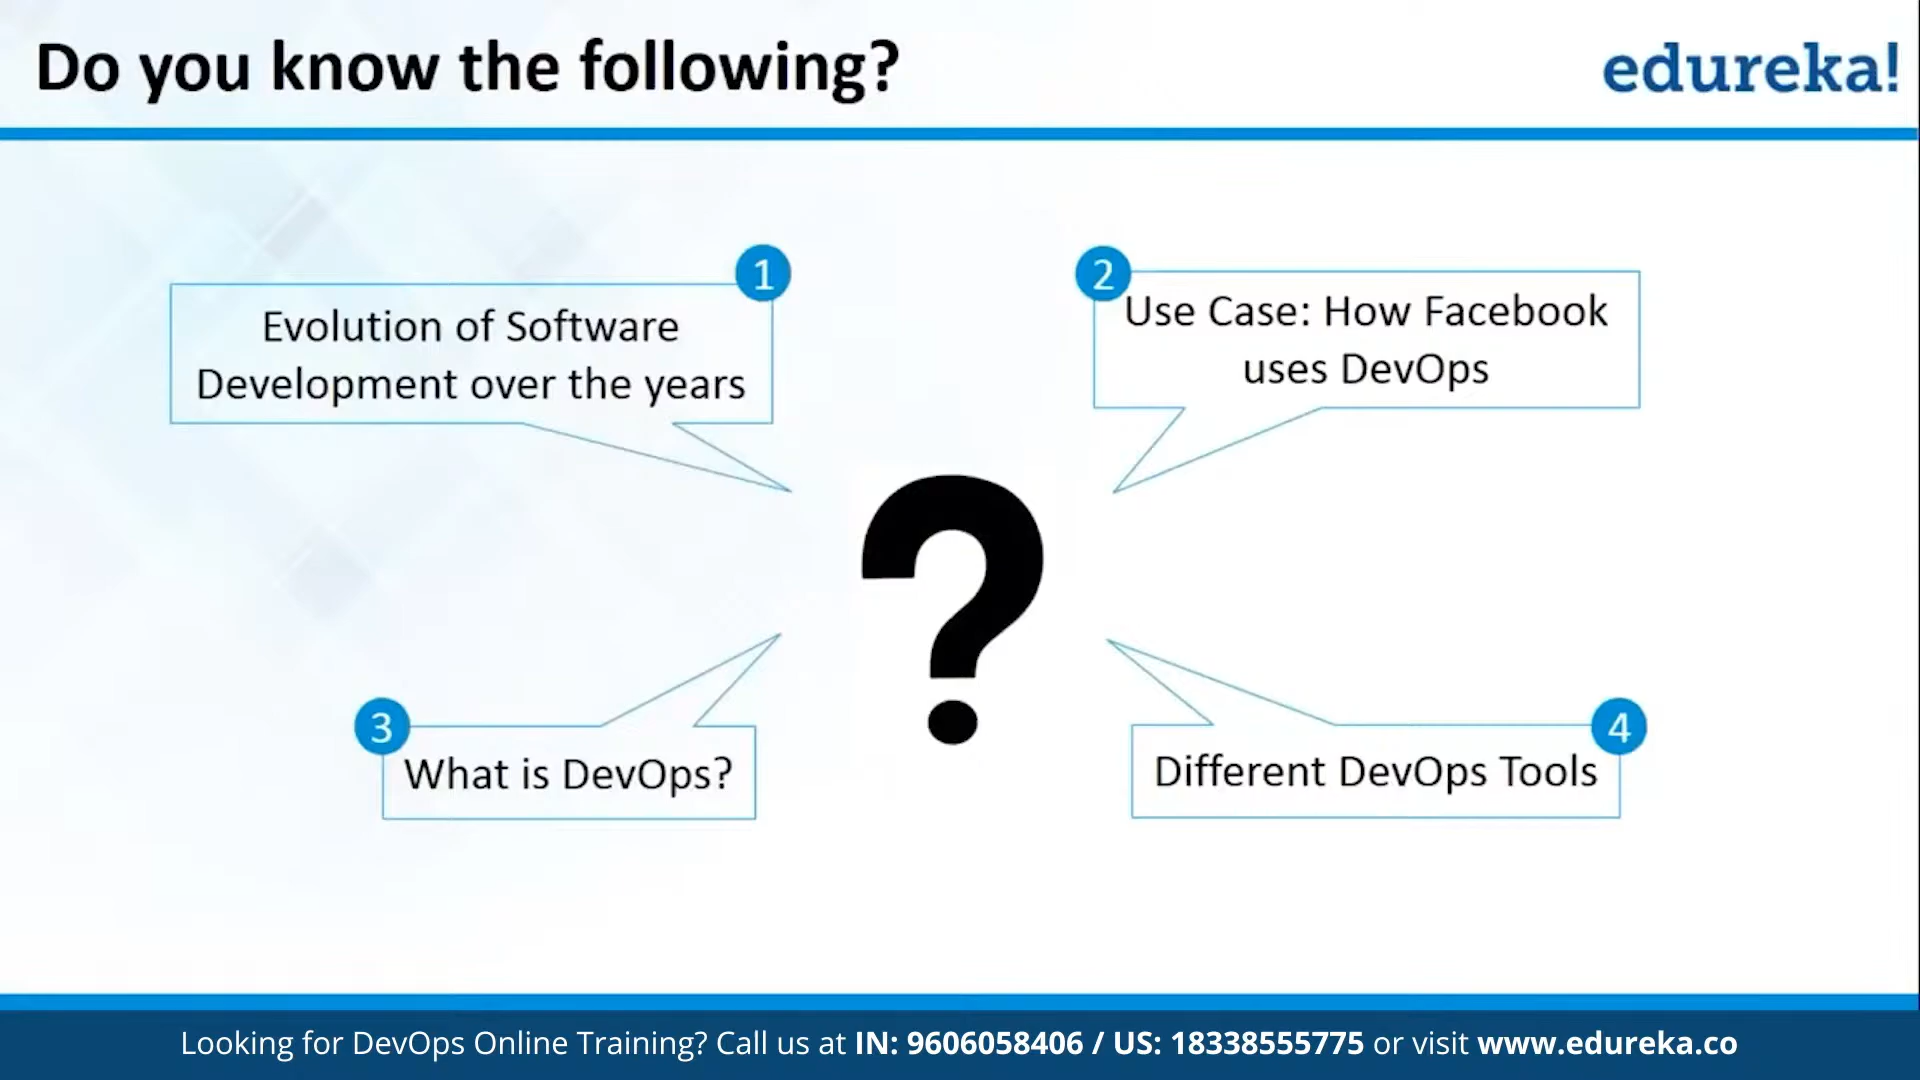 Do you know the following?
edureka!
1
Evolution of Software
Development over the years
2
Use Case: How Facebook
uses DevOps
?
3
What is DevOps?
4
Different DevOps Tools
Looking for DevOps Online Training? Call us at IN: 9606058406 / US: 18338555775 or visit www.edureka.co